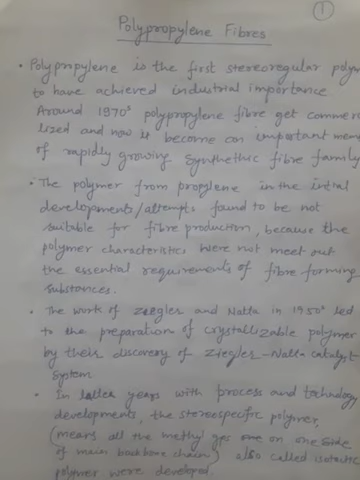 1
Polypropylene Fibres
• Polypropylene is the first stereoregular polym
to have achieved industrial importance
Around 1970s polypropylene fibre get commer
lized and now it become an important mem
of rapidly growing Synthethic fibre family
• The polymer from propylene in the intial
developments/attempts found to be not
suitable for fibre production, because the
polymer characteristics were not meet out
the essential requirements of fibre forming
substances.
• The work of Ziegler and Natta in 1950s led
to the preparation of crystallizable polymer
by their discovery of Ziegler-Natta catalyst
System
• In later years with process and technology
developments, the stereospecific polymer,
(means all the methyl gps are on one side
of main backbone chain) also called isotactic
polymer were developed